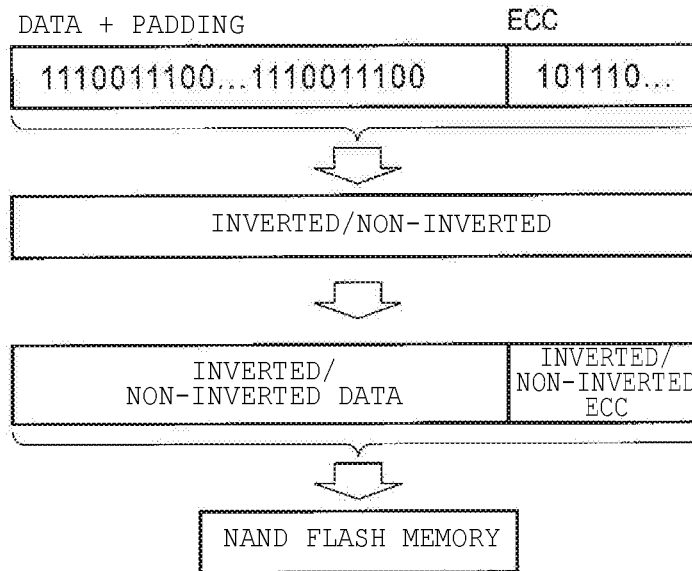 DATA + PADDING ECC
1110011100...1110011100 101110...
INVERTED/NON-INVERTED
INVERTED/
NON-INVERTED DATA
INVERTED/
NON-INVERTED
ECC
NAND FLASH MEMORY